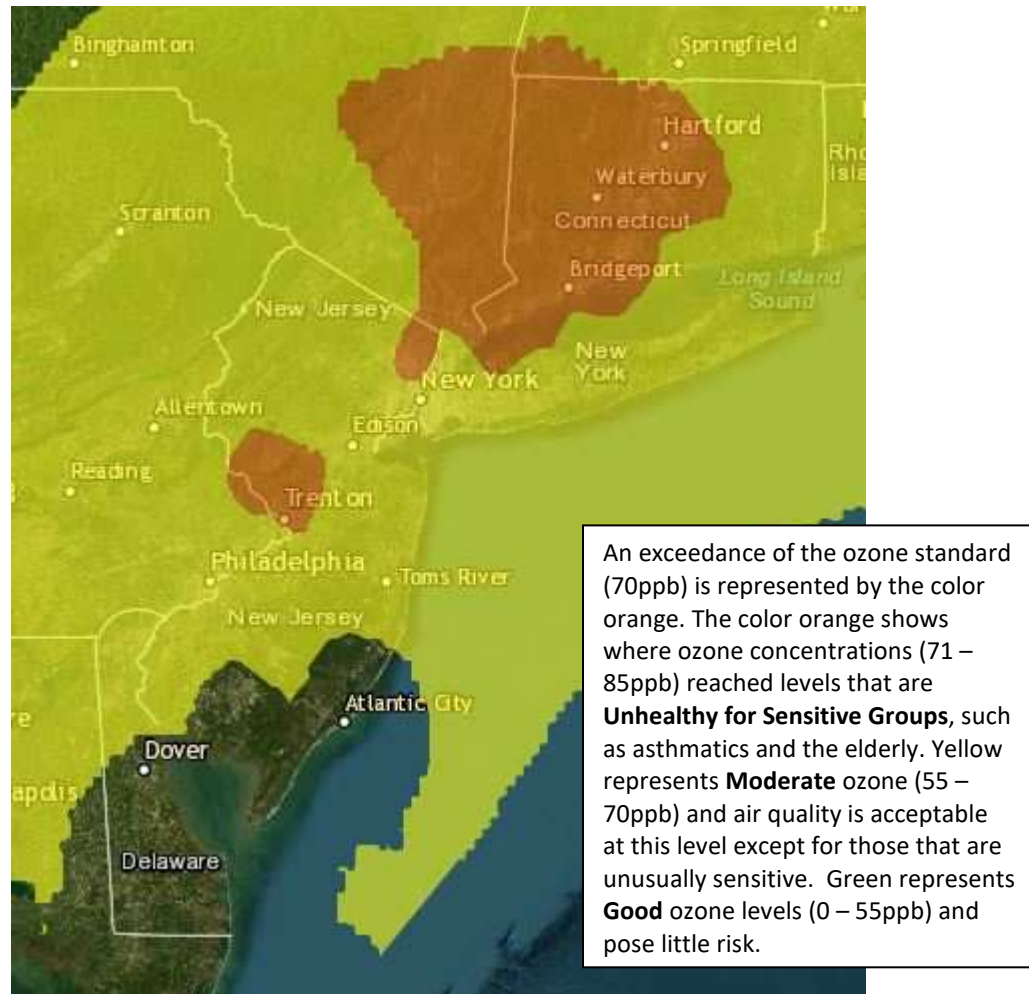 Binghamton
Springfield
Hartford
Rho
Isla
Waterbury
Connecticut
Scranton
Bridgeport
Long Island
Sound
New Jersey
New
York
New York
Allentown
Edison
Reading
Trenton
Philadelphia
Toms River
New Jersey
Atlantic City
Dover
apolis
Delaware
An exceedance of the ozone standard
(70ppb) is represented by the color
orange. The color orange shows
where ozone concentrations (71 –
85ppb) reached levels that are
Unhealthy for Sensitive Groups, such
as asthmatics and the elderly. Yellow
represents Moderate ozone (55 –
70ppb) and air quality is acceptable
at this level except for those that are
unusually sensitive.  Green represents
Good ozone levels (0 – 55ppb) and
pose little risk.